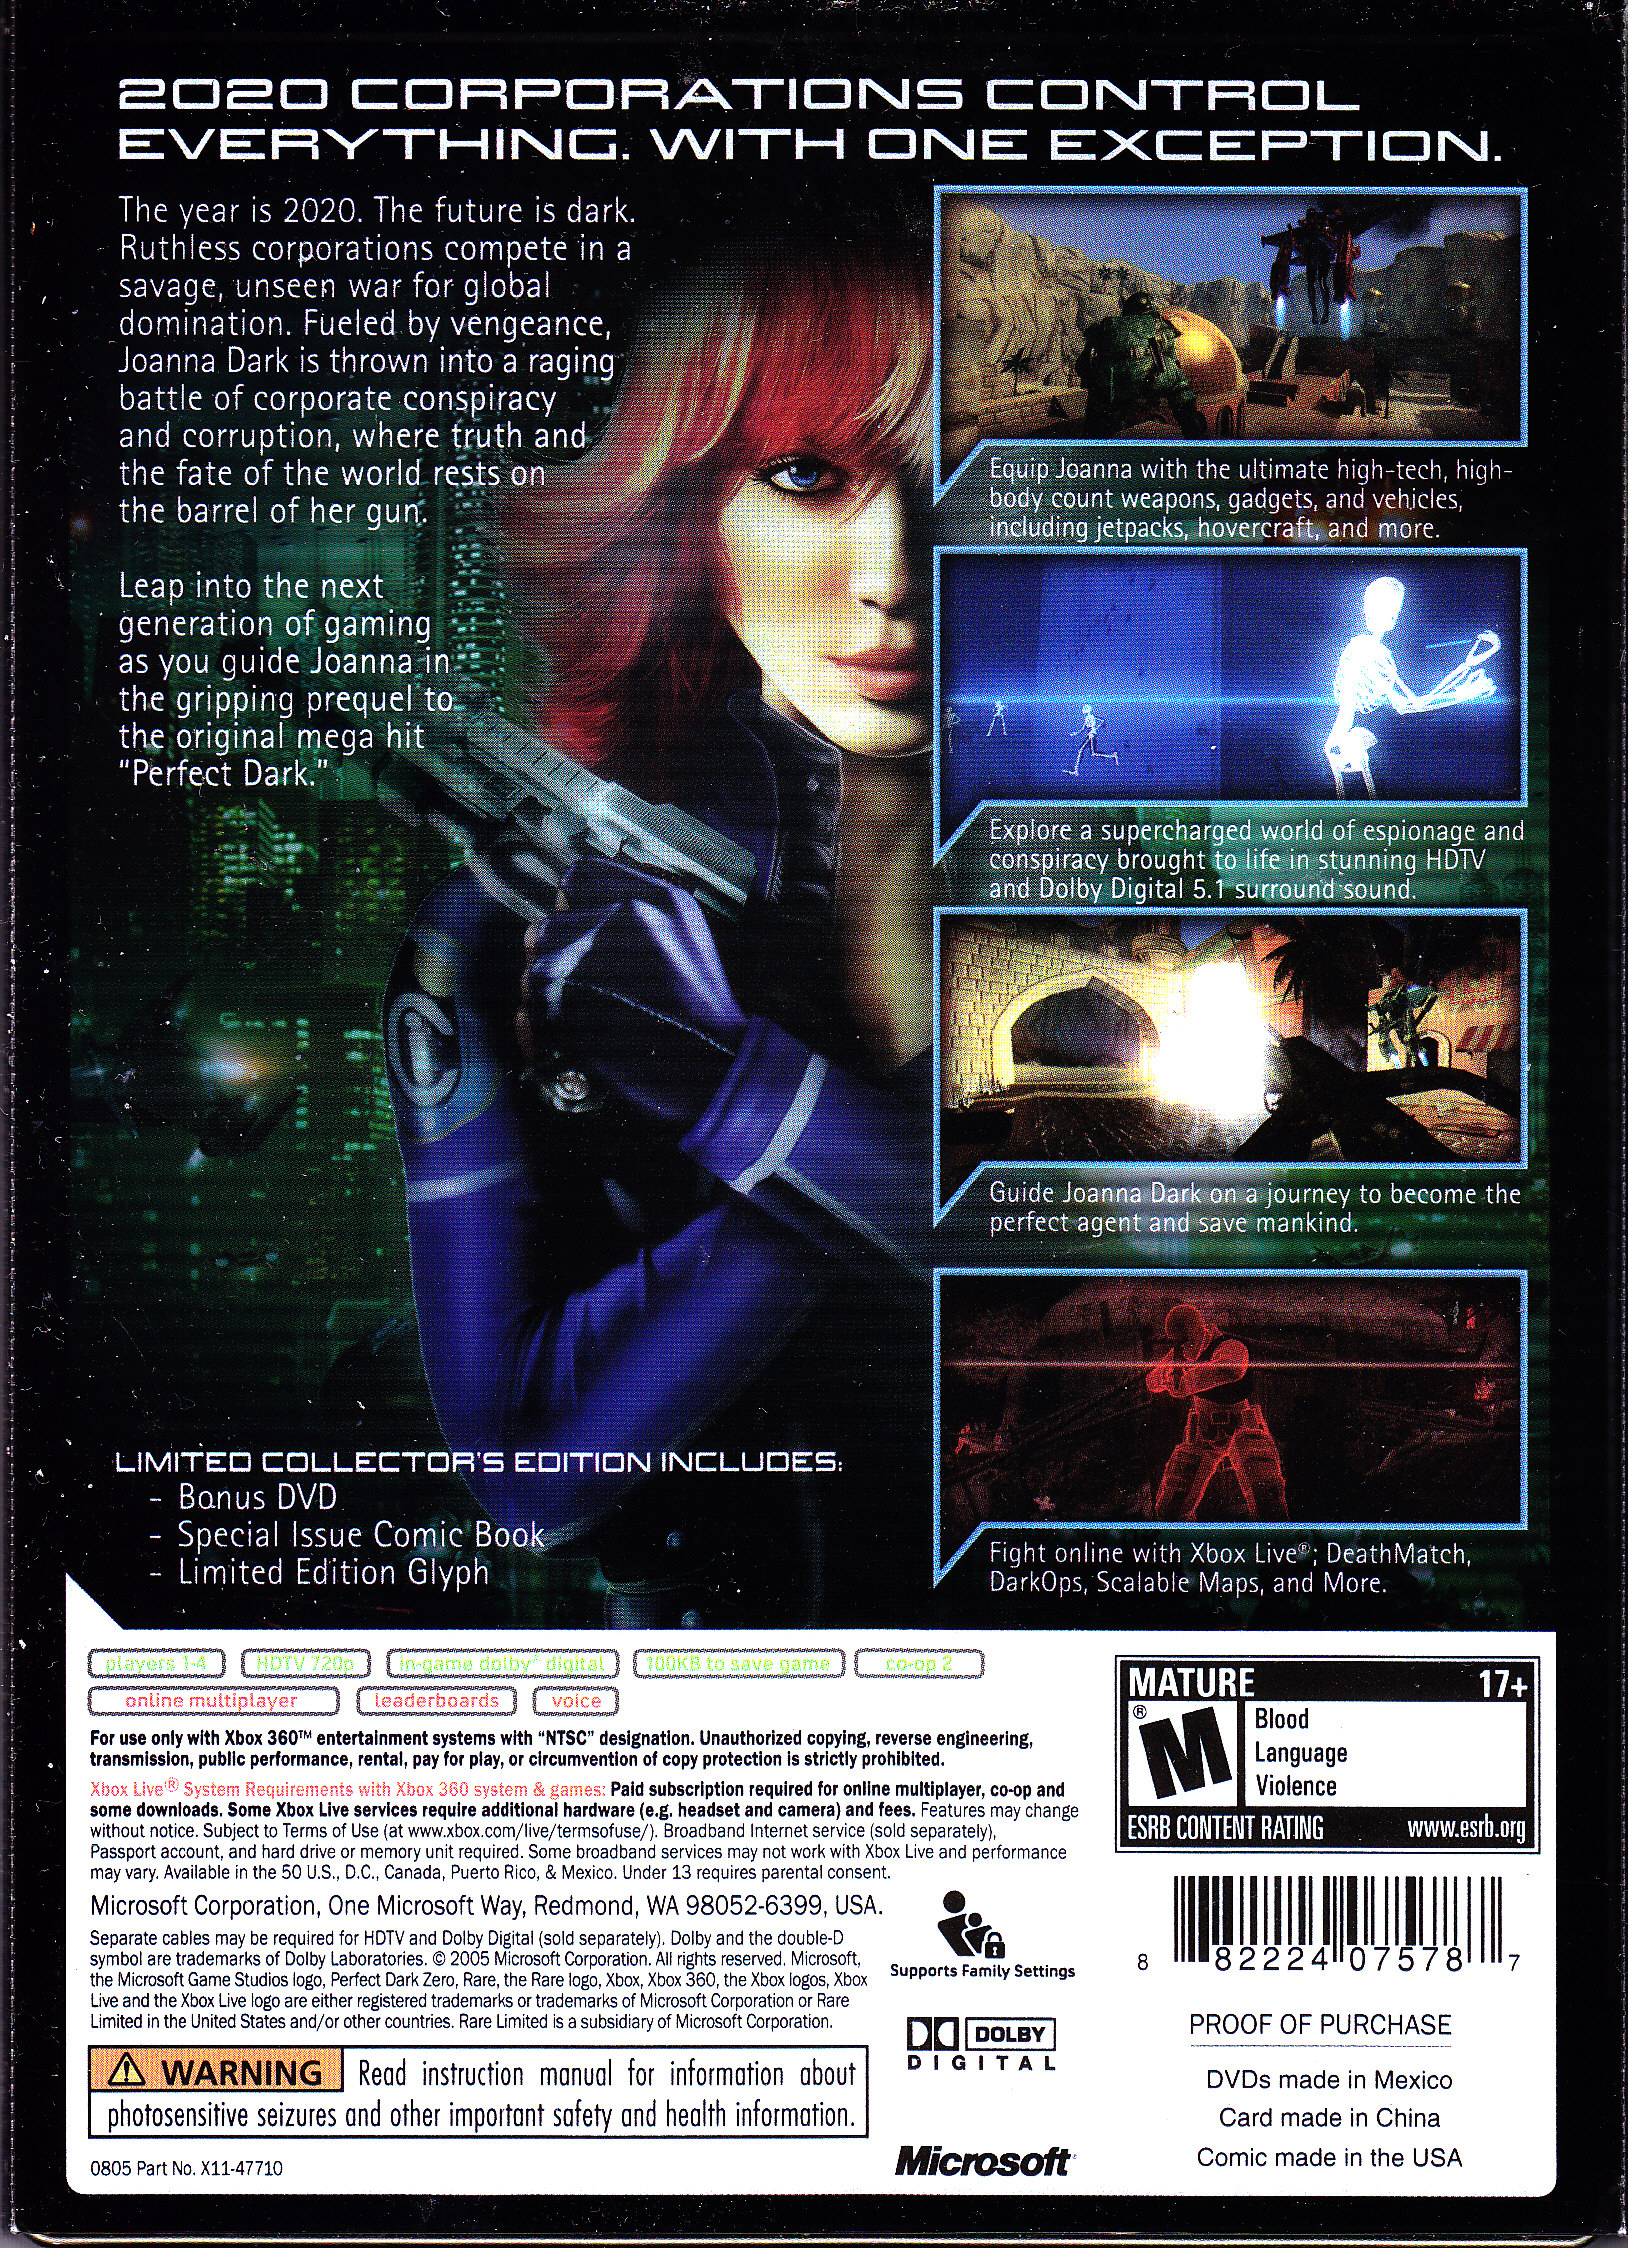 2020 CORPORATIONS CONTROL
EVERYTHING. WITH ONE EXCEPTION.
The year is 2020. The future is dark.
Ruthless corporations compete in a
savage, unseen war for global
domination. Fueled by vengeance,
Joanna Dark is thrown into a raging
battle of corporate conspiracy
and corruption, where truth and
the fate of the world rests on
the barrel of her gun.
Leap into the next
generation of gaming
as you guide Joanna in
the gripping prequel to
the original mega hit
"Perfect Dark."
Equip Joanna with the ultimate high-tech, high-
body count weapons, gadgets, and vehicles,
including jetpacks, hovercraft, and more.
Explore a supercharged world of espionage and
conspiracy brought to life in stunning HDTV
and Dolby Digital 5.1 surround sound.
Guide Joanna Dark on a journey to become the
perfect agent and save mankind.
Fight online with Xbox Live®; DeathMatch,
DarkOps, Scalable Maps, and More.
LIMITED COLLECTOR'S EDITION INCLUDES:
- Bonus DVD
- Special Issue Comic Book
- Limited Edition Glyph
players 1-4 HDTV 720p in-game dolby® digital 100KB to save game co-op 2
online multiplayer leaderboards voice
For use only with Xbox 360™ entertainment systems with "NTSC" designation. Unauthorized copying, reverse engineering,
transmission, public performance, rental, pay for play, or circumvention of copy protection is strictly prohibited.
Xbox Live® System Requirements with Xbox 360 system & games: Paid subscription required for online multiplayer, co-op and
some downloads. Some Xbox Live services require additional hardware (e.g. headset and camera) and fees. Features may change
without notice. Subject to Terms of Use (at www.xbox.com/live/termsofuse/). Broadband Internet service (sold separately),
Passport account, and hard drive or memory unit required. Some broadband services may not work with Xbox Live and performance
may vary. Available in the 50 U.S., D.C., Canada, Puerto Rico, & Mexico. Under 13 requires parental consent.
Microsoft Corporation, One Microsoft Way, Redmond, WA 98052-6399, USA.
Separate cables may be required for HDTV and Dolby Digital (sold separately). Dolby and the double-D
symbol are trademarks of Dolby Laboratories. © 2005 Microsoft Corporation. All rights reserved. Microsoft,
the Microsoft Game Studios logo, Perfect Dark Zero, Rare, the Rare logo, Xbox, Xbox 360, the Xbox logos, Xbox
Live and the Xbox Live logo are either registered trademarks or trademarks of Microsoft Corporation or Rare
Limited in the United States and/or other countries. Rare Limited is a subsidiary of Microsoft Corporation.
WARNING Read instruction manual for information about
photosensitive seizures and other important safety and health information.
0805 Part No. X11-47710
Supports Family Settings
DOLBY
DIGITAL
Microsoft®
MATURE 17+
M®
Blood
Language
Violence
ESRB CONTENT RATING www.esrb.org
8 82224 07578 7
PROOF OF PURCHASE
DVDs made in Mexico
Card made in China
Comic made in the USA